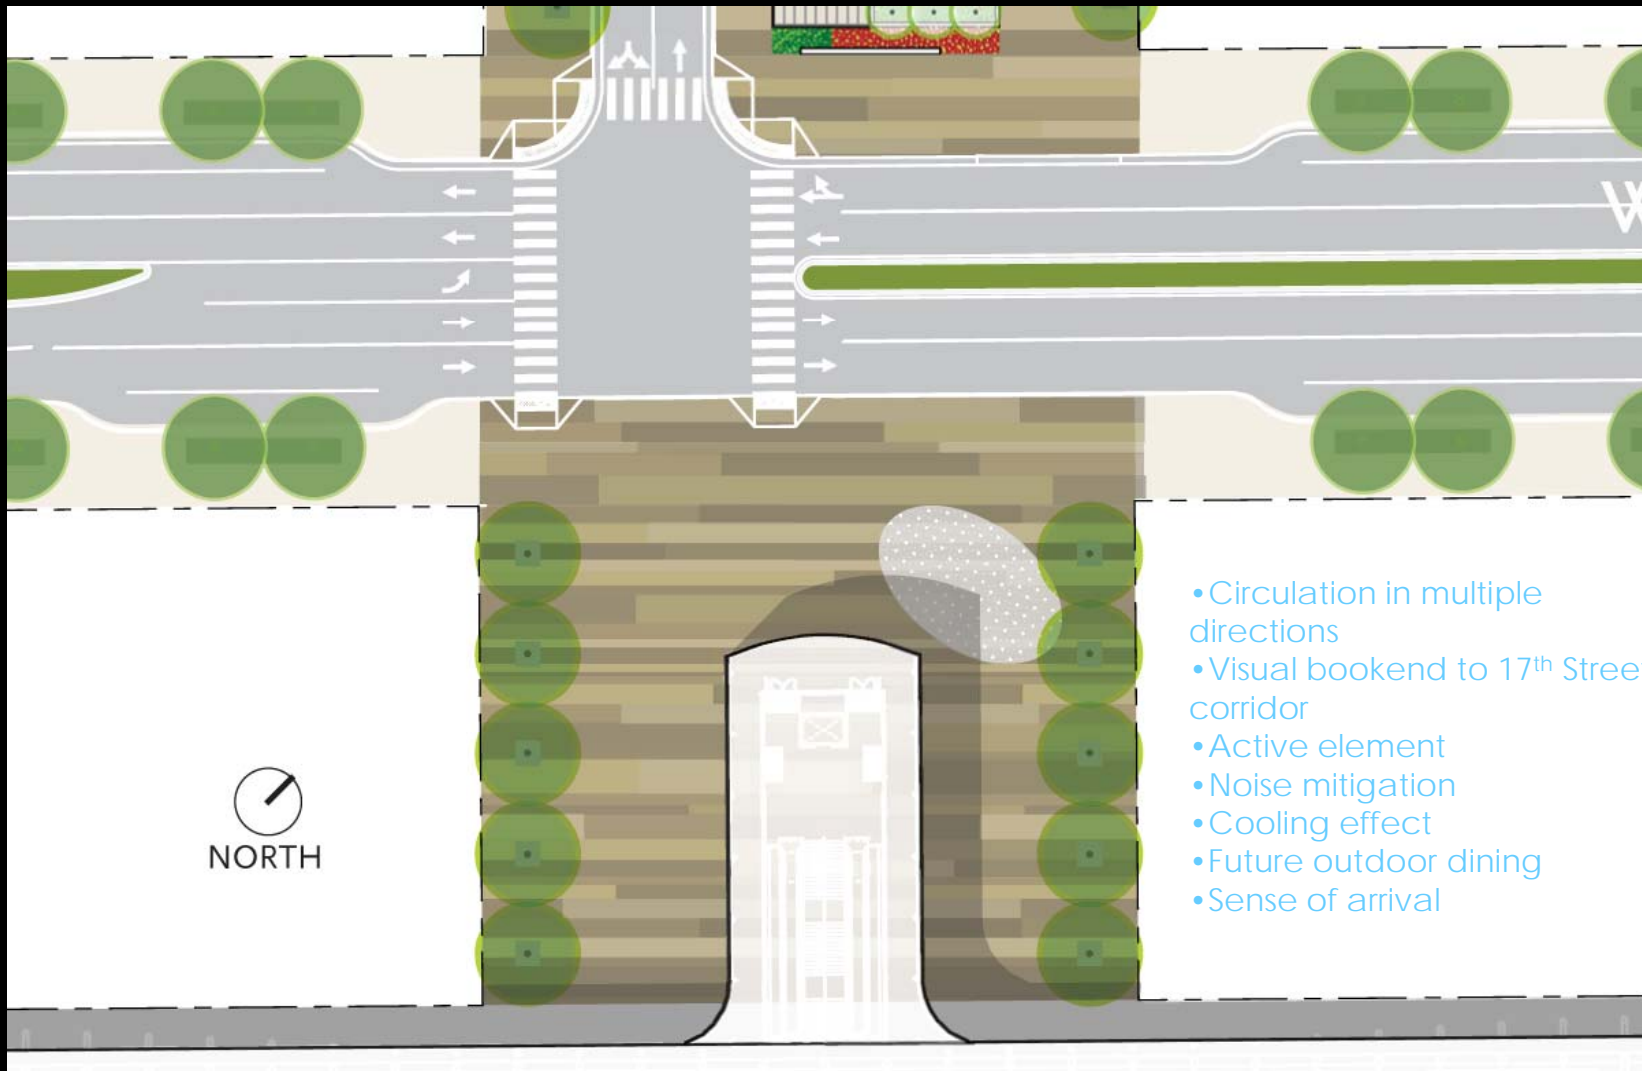 W
•Circulation in multiple
directions
•Visual bookend to 17th Stree
corridor
•Active element
•Noise mitigation
•Cooling effect
•Future outdoor dining
•Sense of arrival
NORTH